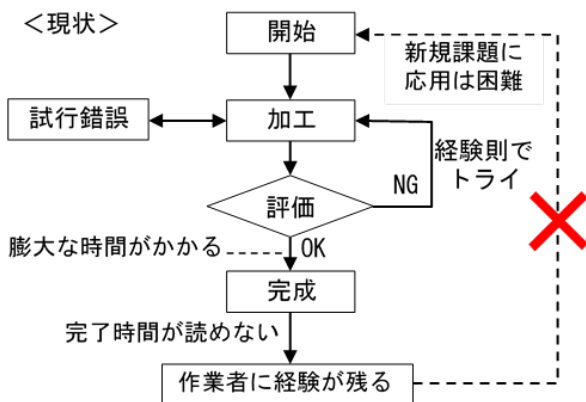 ＜現状＞
開始
新規課題に
応用は困難
試行錯誤
加工
経験則で
トライ
NG
評価
膨大な時間がかかる
OK
完成
完了時間が読めない
作業者に経験が残る